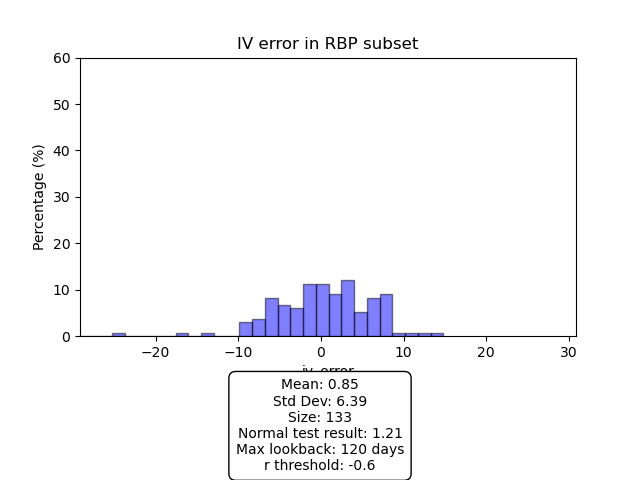 IV error in RBP subset
60
50
40
30
20
10
0
Percentage (%)
−20
−10
0
10
20
30
iv_error
Mean: 0.85
Std Dev: 6.39
Size: 133
Normal test result: 1.21
Max lookback: 120 days
r threshold: -0.6